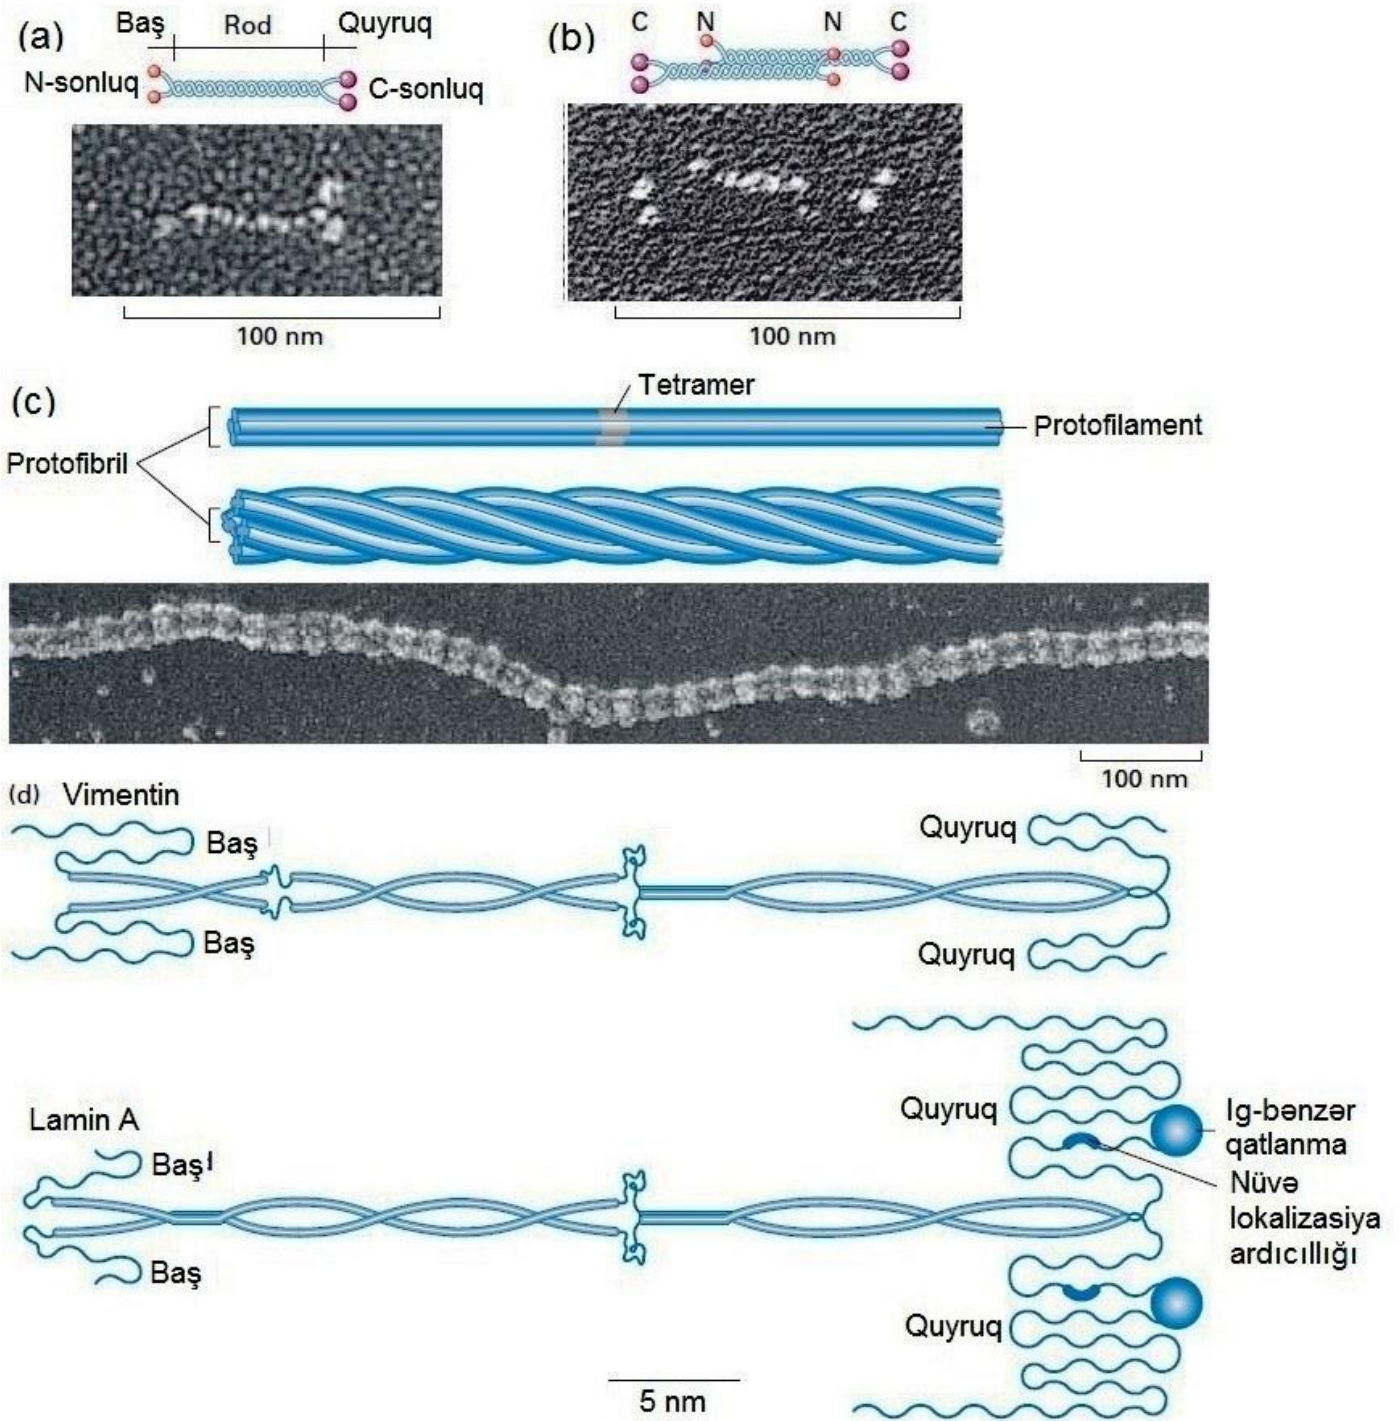 (a)
Baş Rod Quyruq
N-sonluq C-sonluq
100 nm
(b)
C N N C
100 nm
(c)
Tetramer
Protofilament
Protofibril
100 nm
(d) Vimentin
Baş
Quyruq
Baş
Quyruq
Lamin A
Baş
Quyruq
Ig-bənzər
qatlanma
Nüvə
lokalizasiya
ardıcıllığı
Baş
Quyruq
5 nm